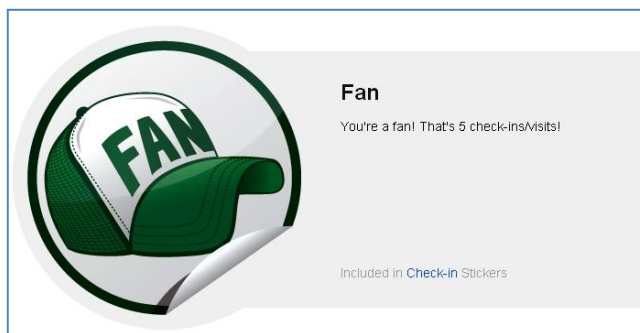 FAN
Fan
You're a fan! That's 5 check-ins/visits!
Included in Check-in Stickers